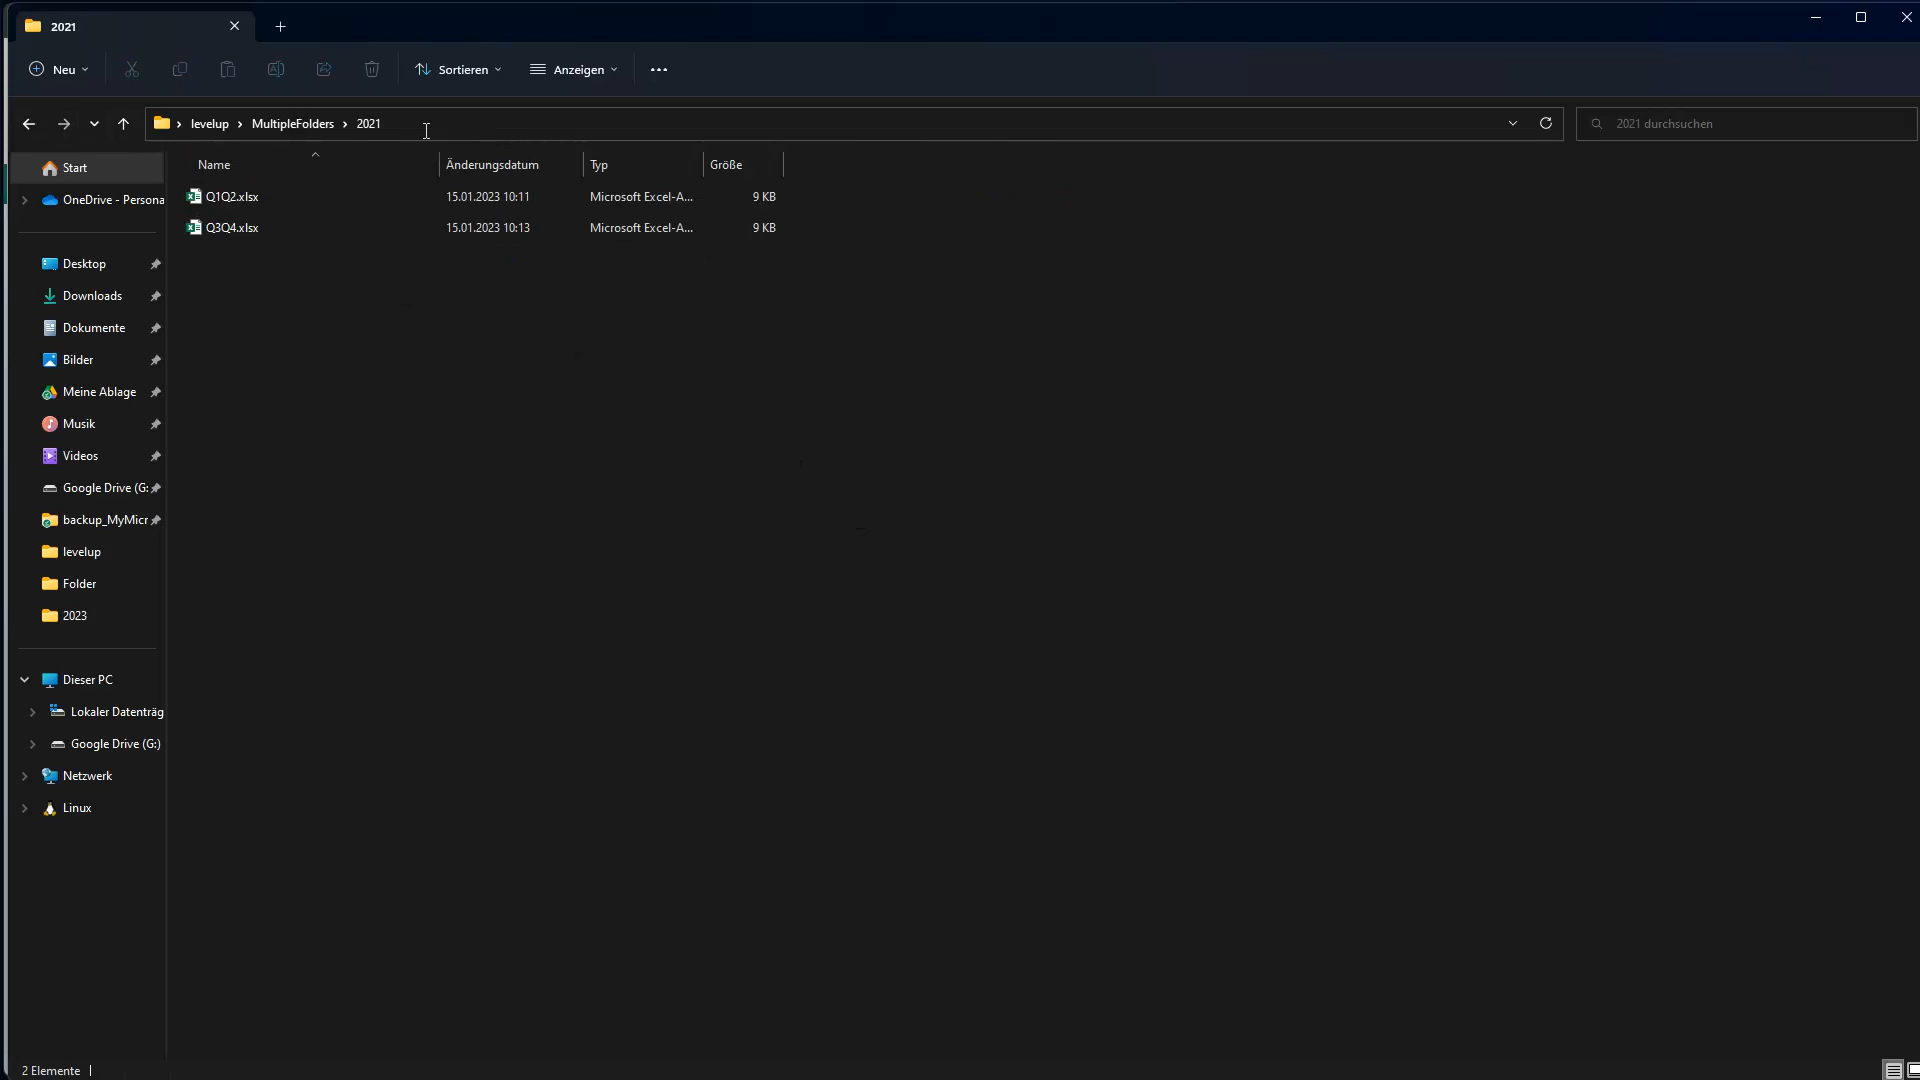 2021
Neu
Sortieren
Anzeigen
levelup
MultipleFolders
2021
2021 durchsuchen
Name
Änderungsdatum
Typ
Größe
Q1Q2.xlsx
15.01.2023 10:11
Microsoft Excel-A...
9 KB
Q3Q4.xlsx
15.01.2023 10:13
Microsoft Excel-A...
9 KB
Start
OneDrive - Persona
Desktop
Downloads
Dokumente
Bilder
Meine Ablage
Musik
Videos
Google Drive (G:
backup_MyMicr
levelup
Folder
2023
Dieser PC
Lokaler Datenträg
Google Drive (G:)
Netzwerk
Linux
2 Elemente